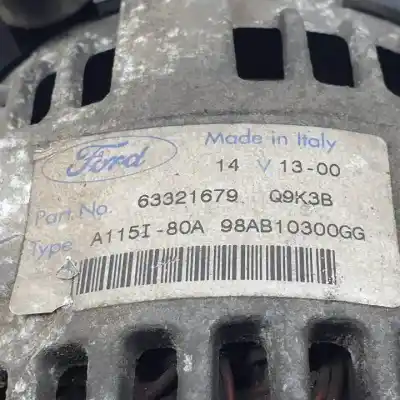 Ford Made in Italy
14 V 13-00
Part. No. 63321679 Q9K3B
Type A115I-80A 98AB10300GG